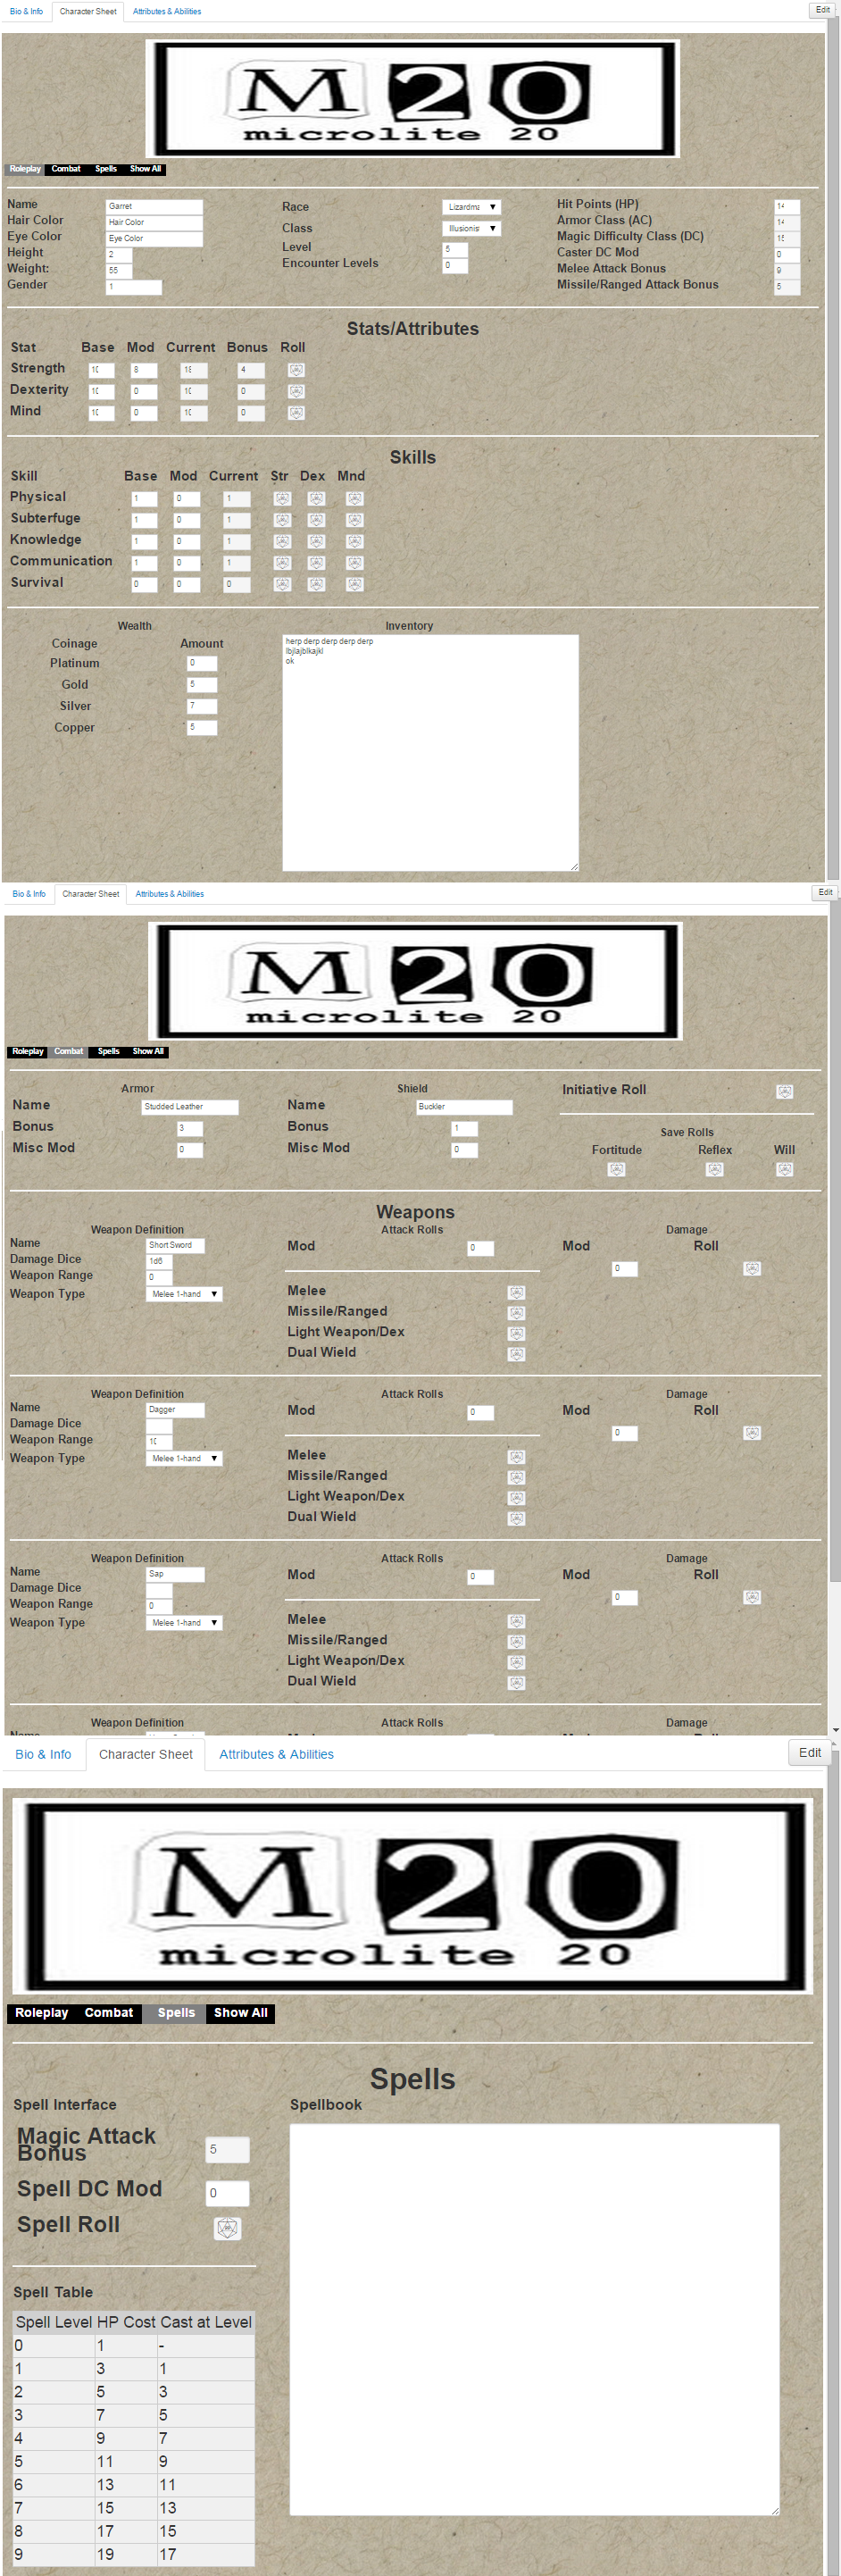 Bio & Info Character Sheet Attributes & Abilities Edit
M20
microlite 20
Roleplay Combat Spells Show All
Name Garret
Hair Color Hair Color
Eye Color Eye Color
Height 2
Weight: 55
Gender 1
Race
Class
Level 5
Encounter Levels 0
Hit Points (HP)
Armor Class (AC)
Magic Difficulty Class (DC)
Caster DC Mod 0
Melee Attack Bonus 9
Missile/Ranged Attack Bonus 5
Stats/Attributes
Stat Base Mod Current Bonus Roll
Strength 4
Dexterity 0 0
Mind 0 0
Skills
Skill Base Mod Current Str Dex Mnd
Physical 1 0 1
Subterfuge 1 0 1
Knowledge 1 0 1
Communication 1 0 1
Survival 0 0 0
Wealth
Coinage Amount
Platinum 0
Gold 5
Silver 7
Copper 5
Inventory
herp derp derp derp derp
lbjlajblkajkl
ok
Bio & Info Character Sheet Attributes & Abilities Edit
M20
microlite 20
Roleplay Combat Spells Show All
Armor
Name Studded Leather
Bonus 3
Misc Mod 0
Shield
Name Buckler
Bonus 1
Misc Mod 0
Initiative Roll
Save Rolls
Fortitude Reflex Will
Weapons
Weapon Definition
Name Short Sword
Damage Dice 1d6
Weapon Range 0
Weapon Type Melee 1-hand
Attack Rolls
Mod 0
Melee
Missile/Ranged
Light Weapon/Dex
Dual Wield
Damage
Mod Roll
0
Weapon Definition
Name Dagger
Damage Dice
Weapon Range
Weapon Type Melee 1-hand
Attack Rolls
Mod 0
Melee
Missile/Ranged
Light Weapon/Dex
Dual Wield
Damage
Mod Roll
0
Weapon Definition
Name Sap
Damage Dice
Weapon Range 0
Weapon Type Melee 1-hand
Attack Rolls
Mod 0
Melee
Missile/Ranged
Light Weapon/Dex
Dual Wield
Damage
Mod Roll
0
Weapon Definition Attack Rolls Damage
Bio & Info Character Sheet Attributes & Abilities Edit
M20
microlite 20
Roleplay Combat Spells Show All
Spells
Spell Interface
Magic Attack
Bonus 5
Spell DC Mod 0
Spell Roll
Spell Table
Spell Level HP Cost Cast at Level
0 1 -
1 3 1
2 5 3
3 7 5
4 9 7
5 11 9
6 13 11
7 15 13
8 17 15
9 19 17
Spellbook